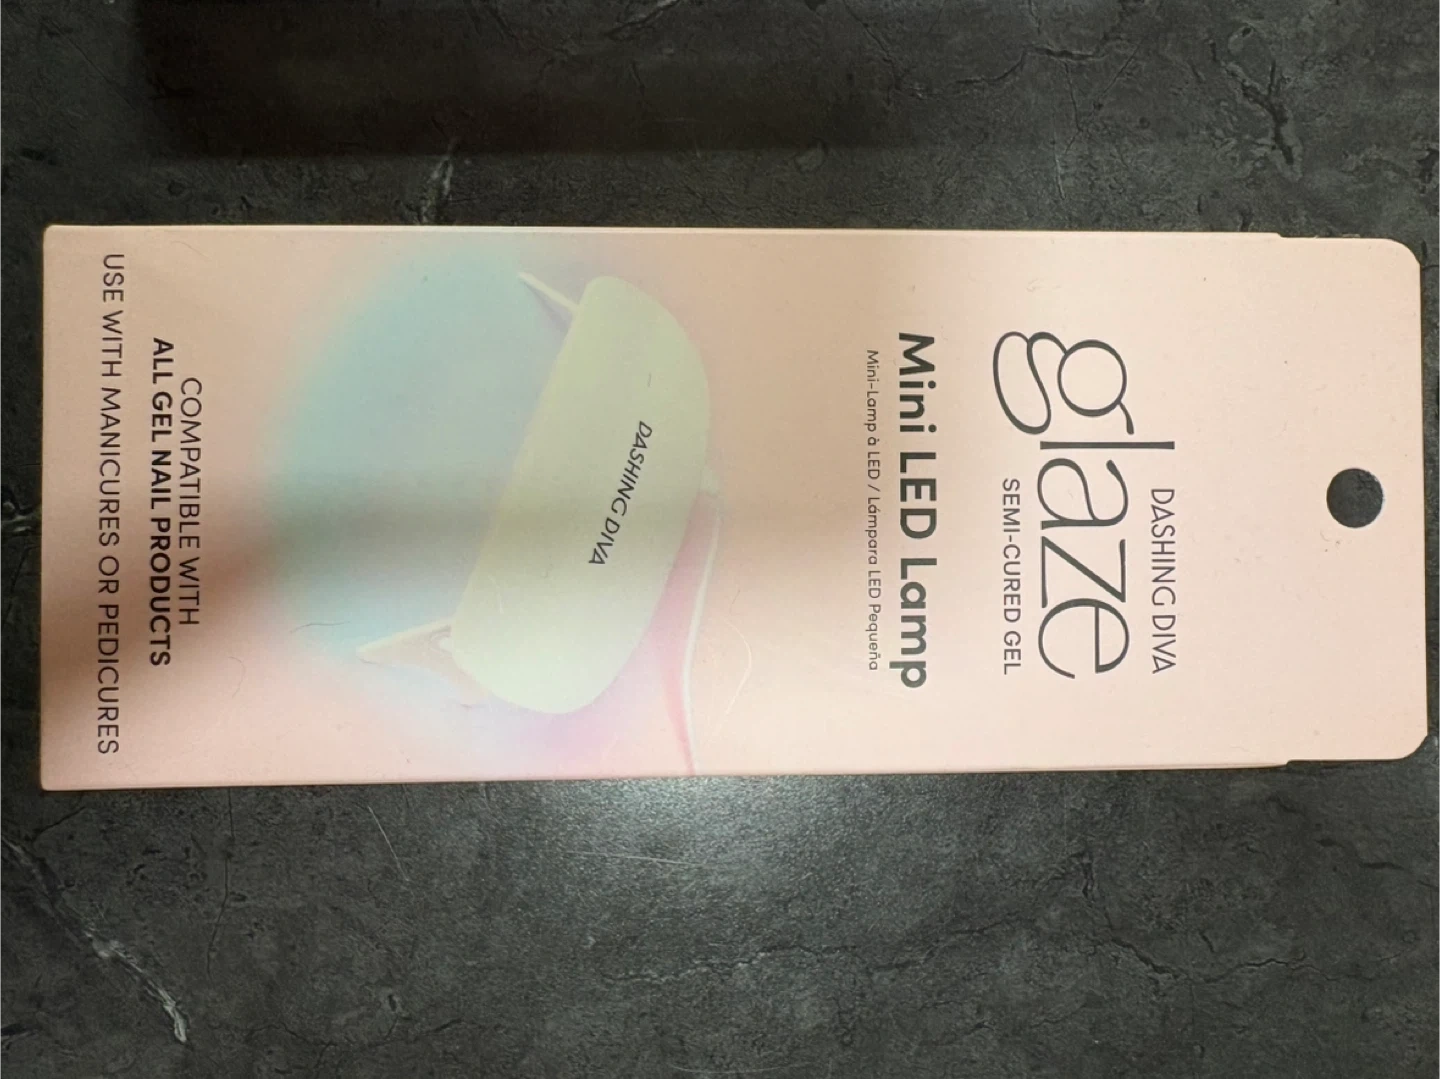 DASHING DIVA
glaze
SEMI-CURED GEL
Mini LED Lamp
Mini-Lamp à LED / Lámpara LED Pequeña
DASHING DIVA
COMPATIBLE WITH
ALL GEL NAIL PRODUCTS
USE WITH MANICURES OR PEDICURES